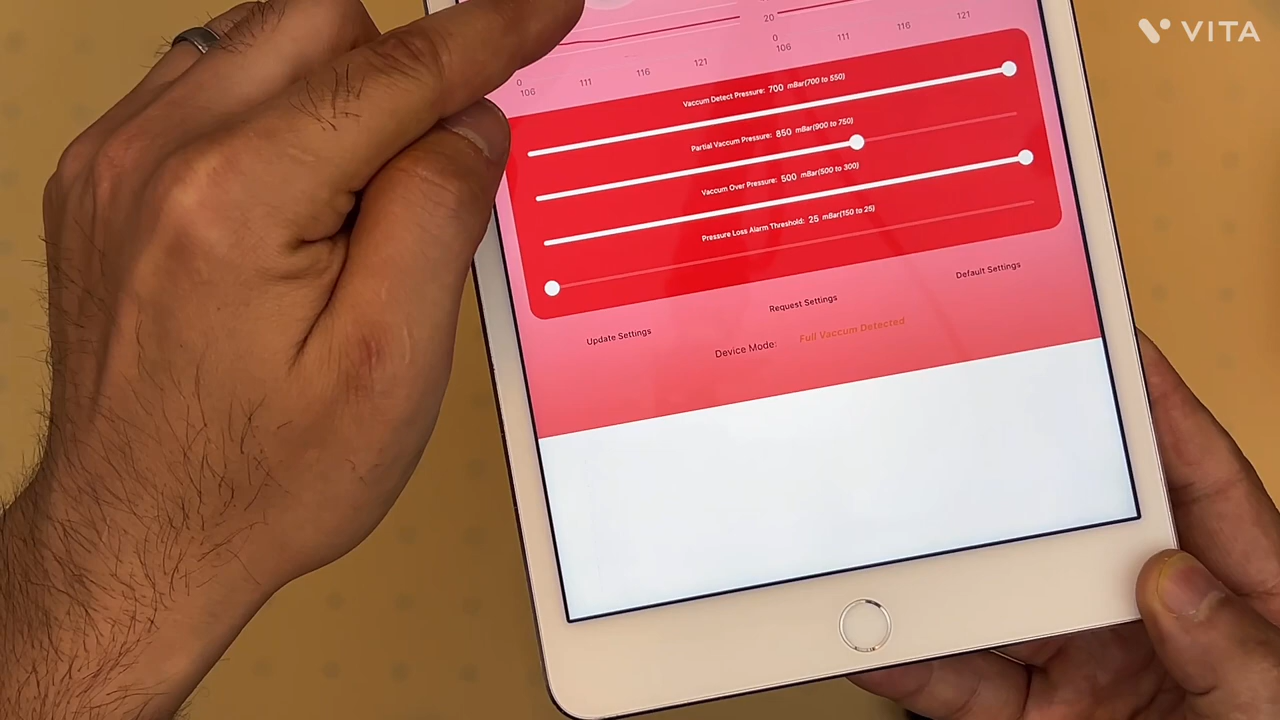 VITA
20
0
106
111
116
121
0
106
111
116
121
Vaccum Detect Pressure: 700 mBar(700 to 550)
Partial Vaccum Pressure: 850 mBar(900 to 750)
Vaccum Over Pressure: 500 mBar(500 to 300)
Pressure Loss Alarm Threshold: 25 mBar(150 to 25)
Update Settings
Request Settings
Default Settings
Device Mode: Full Vaccum Detected